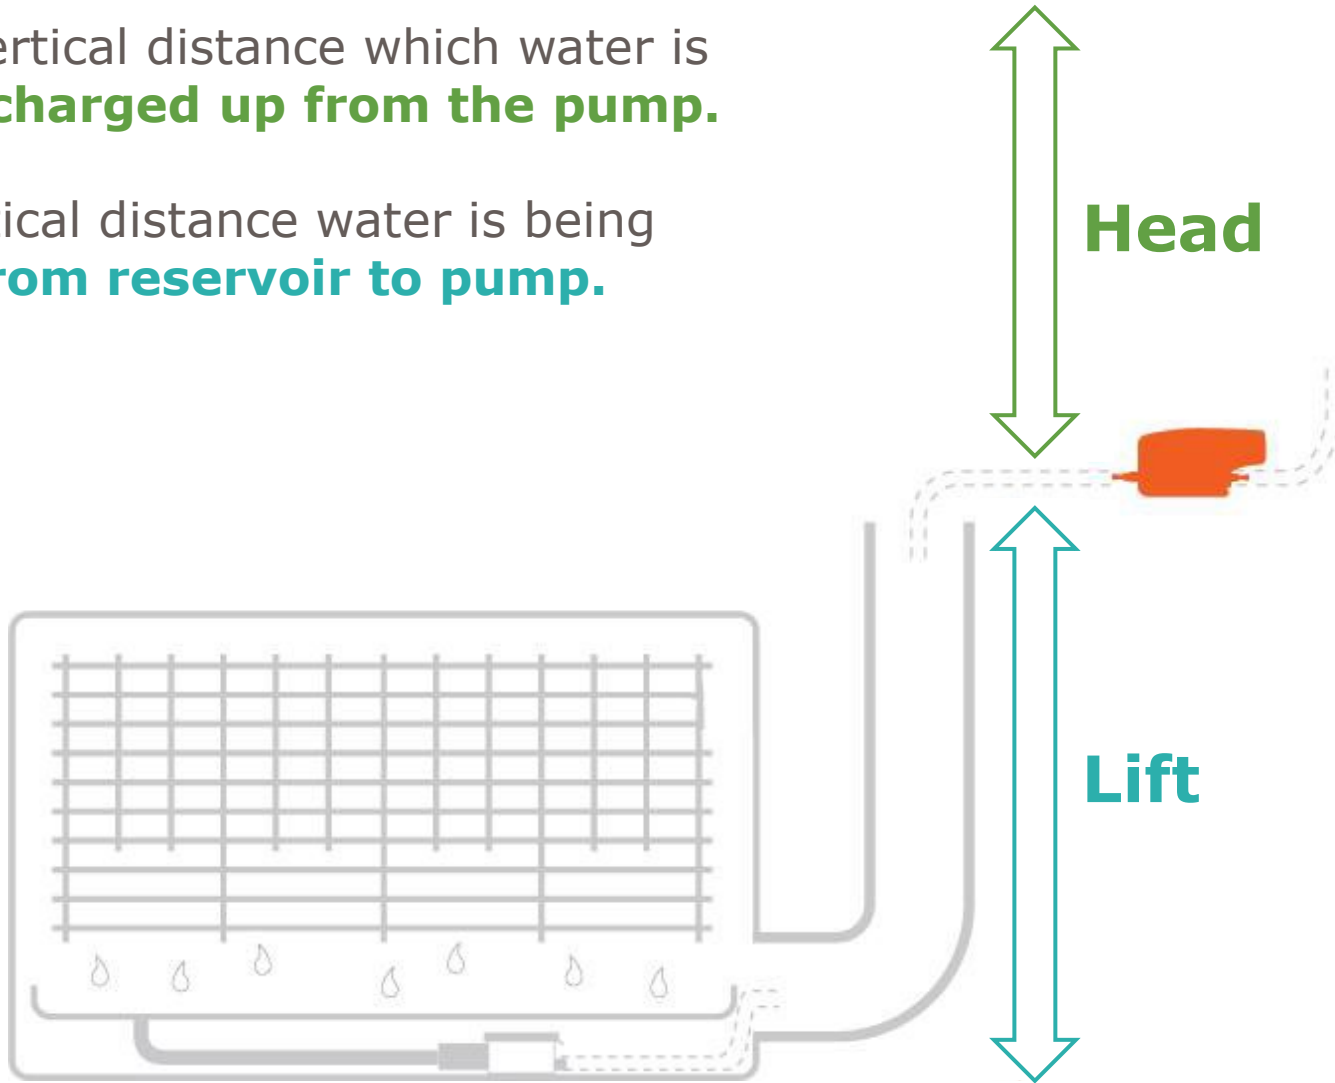 ertical distance which water is
charged up from the pump.
tical distance water is being
rom reservoir to pump.
Head
Lift